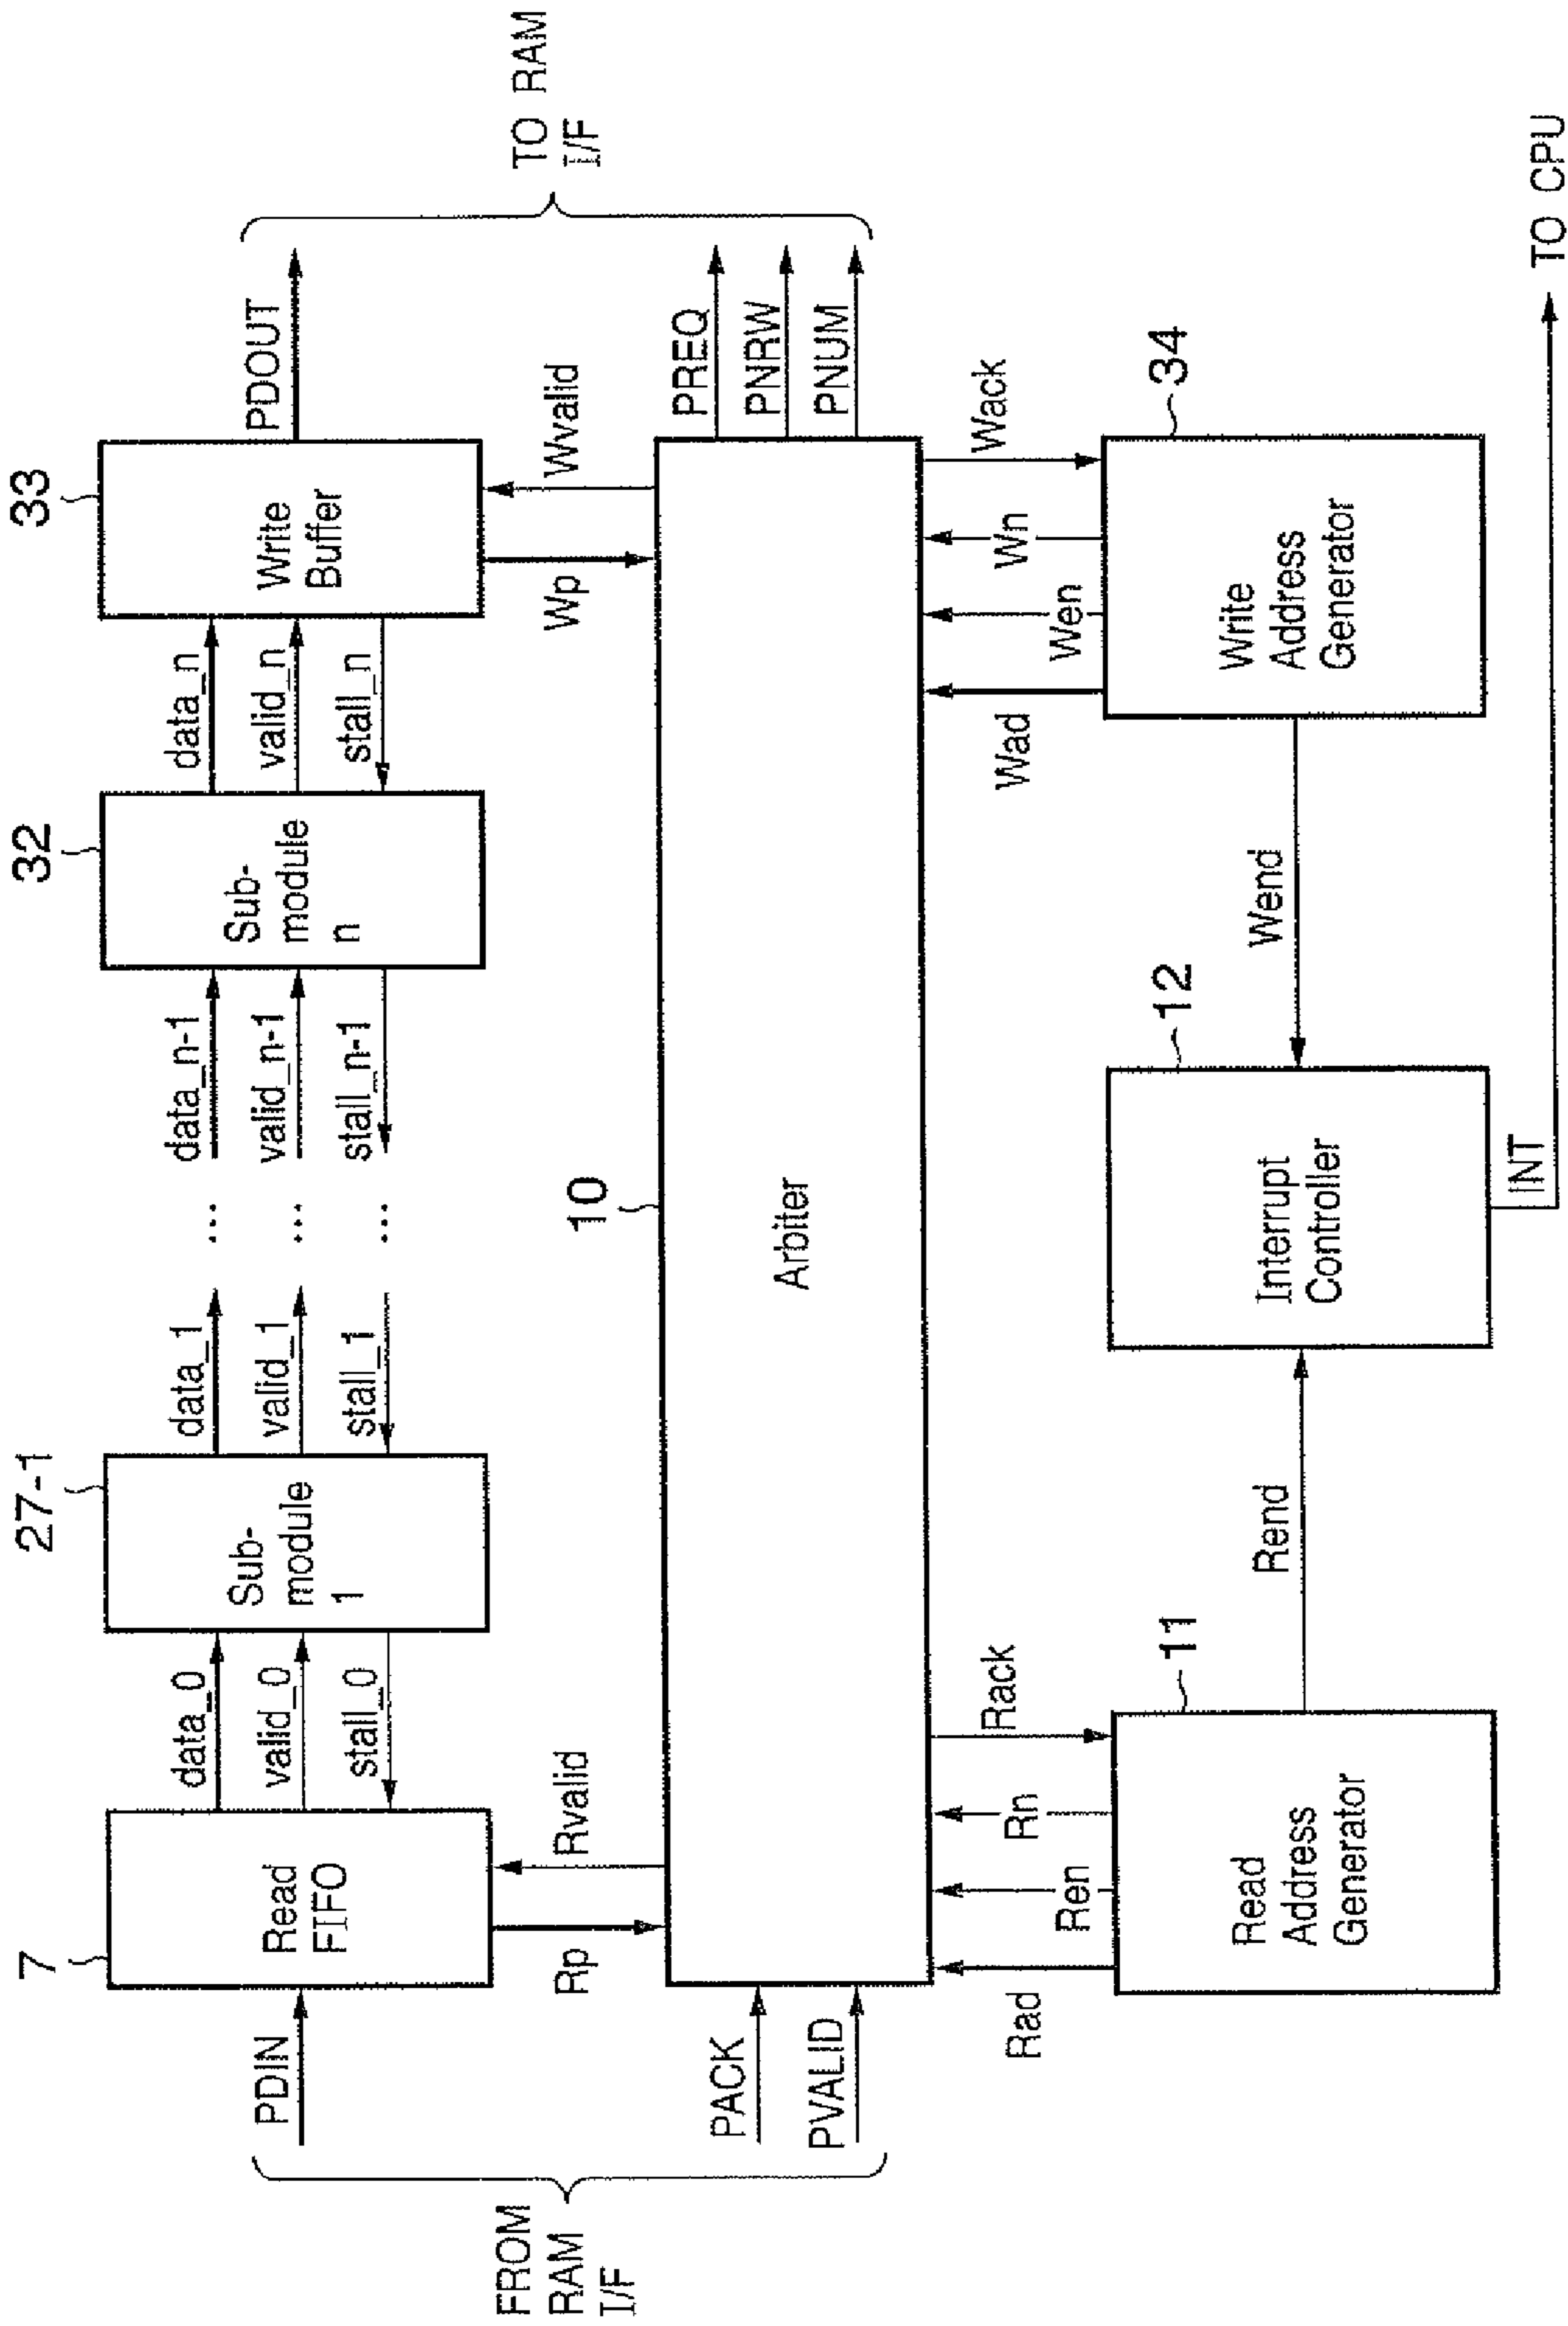 7
27-1
32
33
Read
FIFO
Sub-
module
1
Sub-
module
n
Write
Buffer
PDIN
data_0
valid_0
stall_0
data_1
valid_1
stall_1
...
...
...
data_n-1
valid_n-1
stall_n-1
data_n
valid_n
stall_n
PDOUT
FROM
RAM
I/F
TO RAM
I/F
Rp
Rvalid
Wp
Wvalid
10
PACK
PVALID
Arbiter
PREQ
PNRW
PNUM
Rad
Ren
Rn
Rack
Wad
Wen
Wn
Wack
11
12
34
Read
Address
Generator
Rend
Interrupt
Controller
Wend
Write
Address
Generator
INT
TO CPU